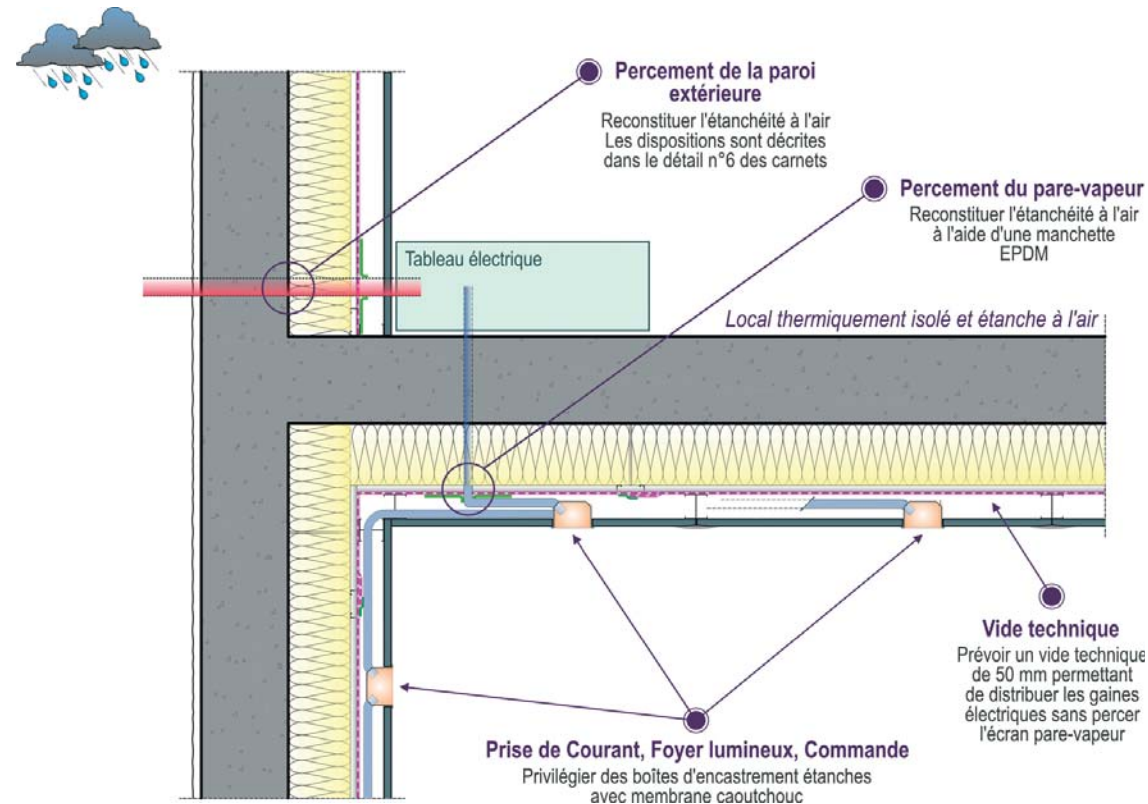 Percement de la paroi
extérieure
Reconstituer l'étanchéité à l'air
Les dispositions sont décrites
dans le détail n°6 des carnets
Percement du pare-vapeur
Reconstituer l'étanchéité à l'air
à l'aide d'une manchette
EPDM
Tableau électrique
Local thermiquement isolé et étanche à l'air
Vide technique
Prévoir un vide technique
de 50 mm permettant
de distribuer les gaines
électriques sans percer
l'écran pare-vapeur
Prise de Courant, Foyer lumineux, Commande
Privilégier des boîtes d'encastrement étanches
avec membrane caoutchouc